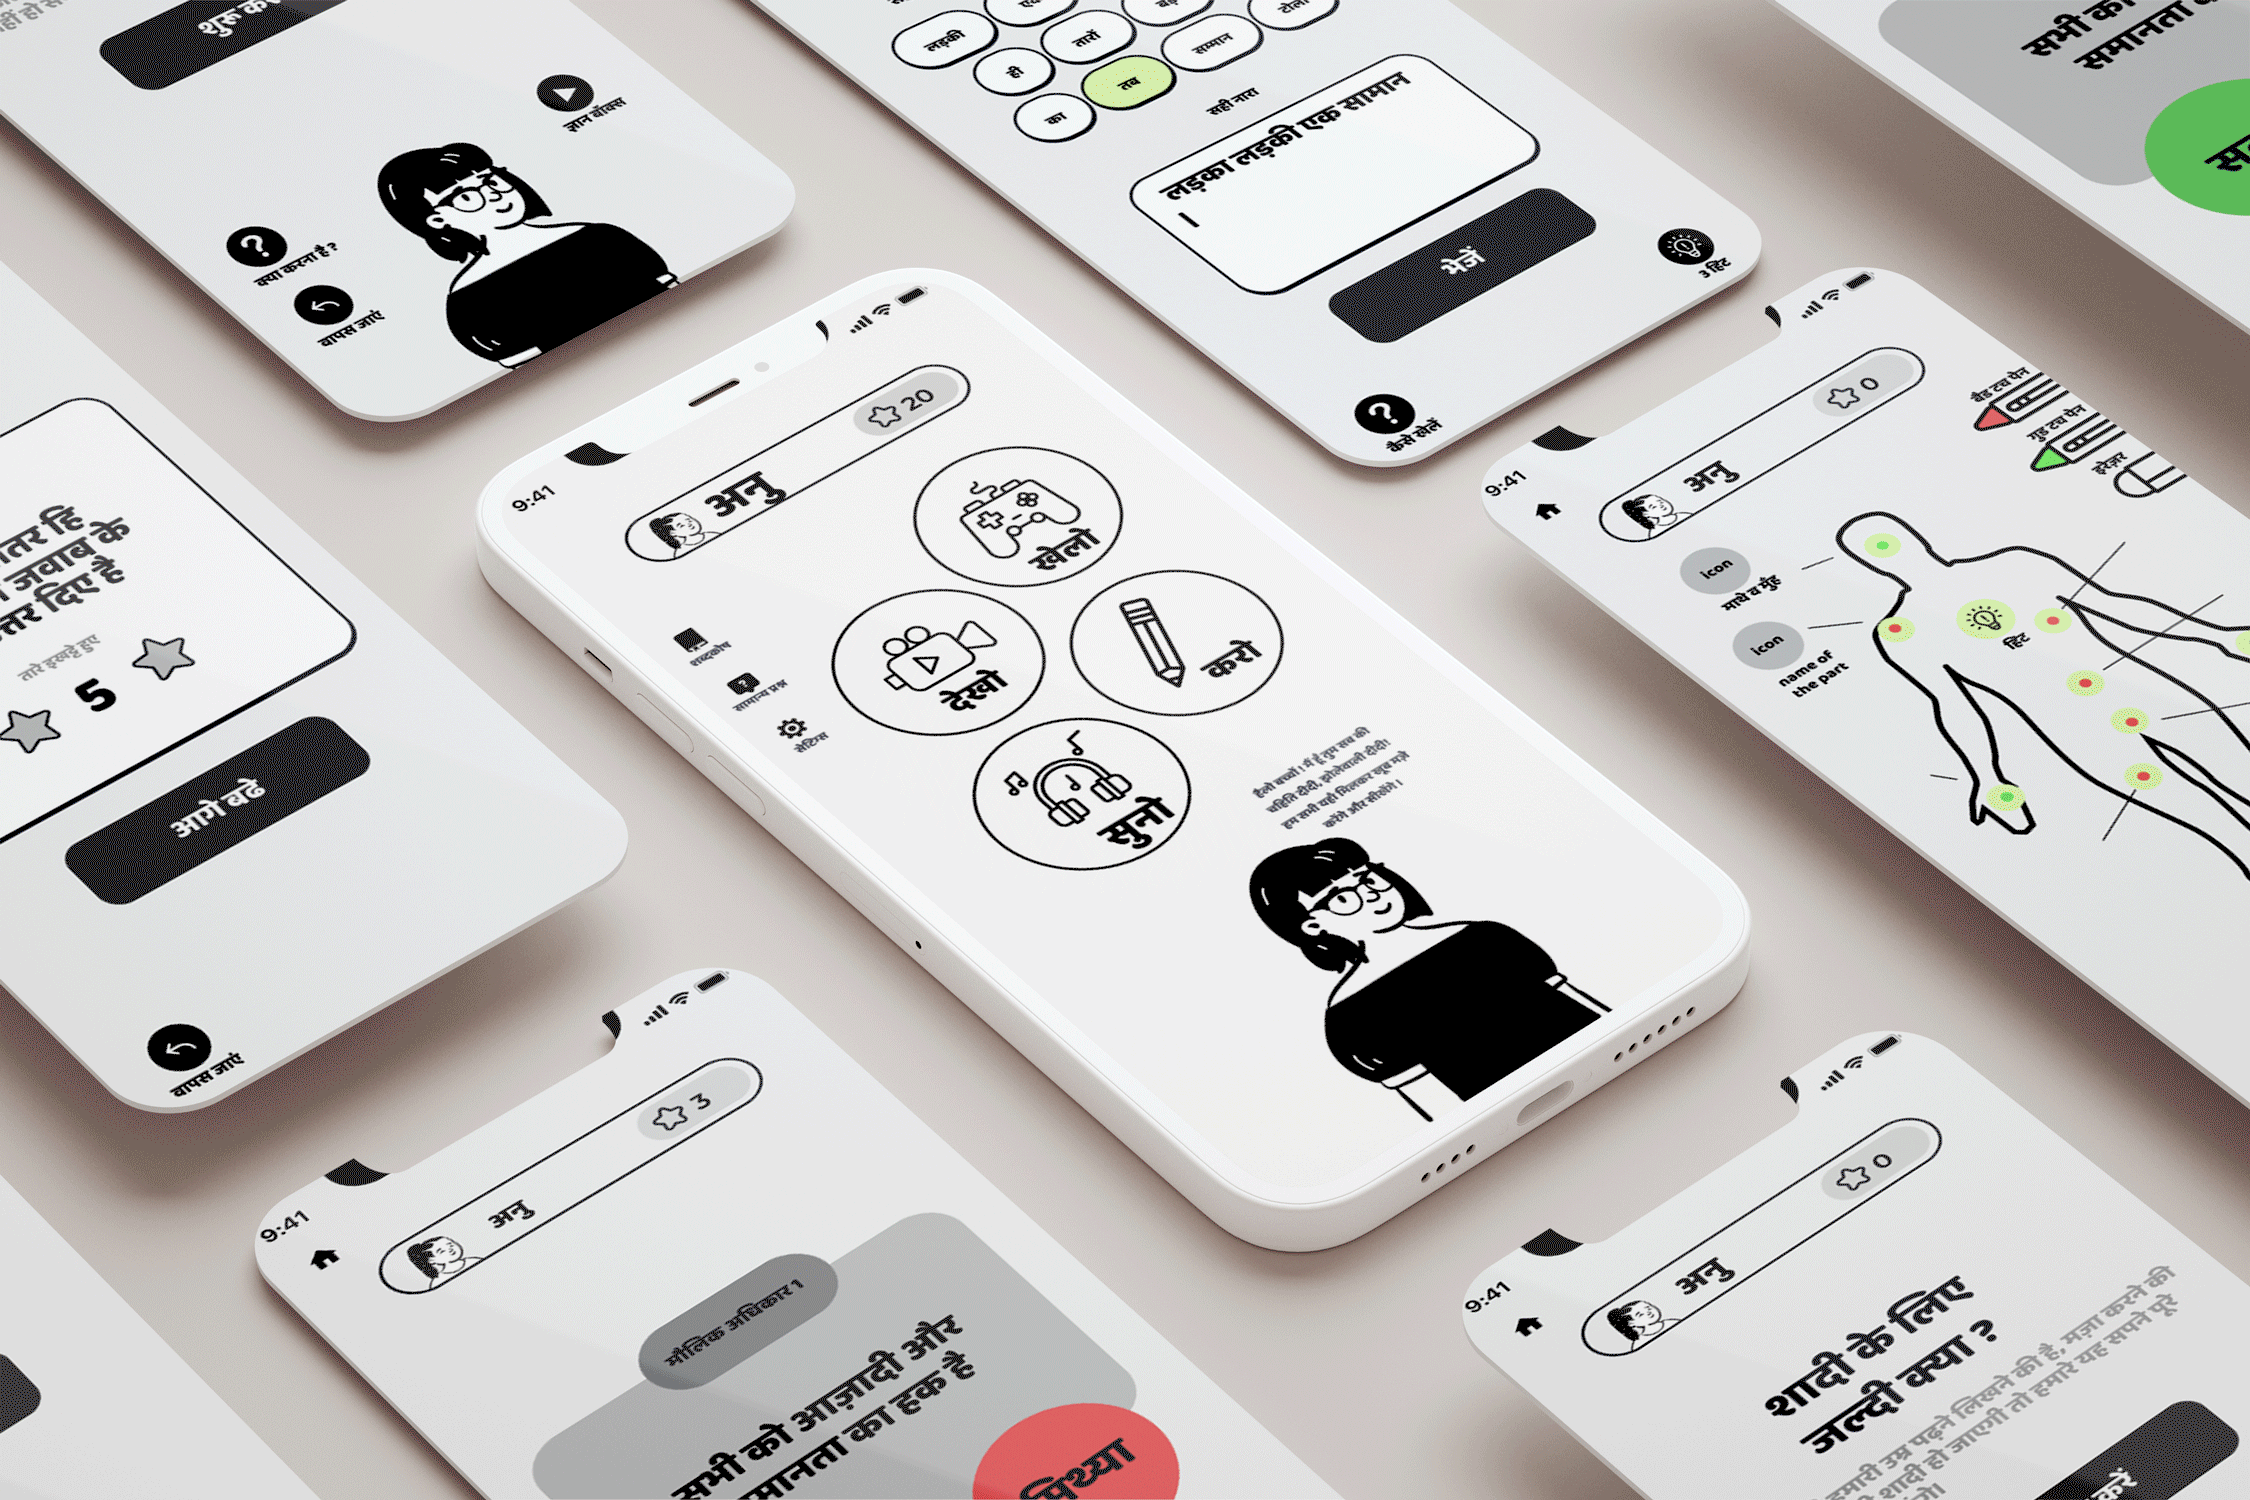 शुरू कर
ज्ञान बॉक्स
क्या करना है ?
वापस जाएं
लड़की
तारों
ही
सम्मान
टोली
का
तब
सही नारा
लड़का लड़की एक सामान
भेजें
3 हिंट
कैसे खेलें
सभी को
समानता
9:41
अनु
20
खेलो
देखो
करो
सुनो
शब्दकोष
सामान्य प्रश्न
सेटिंग्स
हैलो बच्चों ! मैं हूँ तुम सब की
चहिति दीदी, झोलेवाली दीदी!
हम सभी यहाँ मिलकर खूब मज़े
करेंगे और सीखेंगे ।
9:41
अनु
0
बैड टच पेन
गुड टच पेन
इरेज़र
icon
माथे व मुँह
icon
name of
the part
हिंट
जवाब के
त्तर दिए है
तारे इखट्टे हुए
5
आगे बढे
वापस जाएं
9:41
अनु
3
मौलिक अधिकार 1
सभी को आज़ादी और
मानता का हक है
मिथ्या
9:41
अनु
0
शादी के लिए
जल्दी क्या ?
हमारी उम्र पढ़ने लिखने की है, मज़ा करने की
शादी हो जाएगी तो हमारे यह सपने पूरे
करें